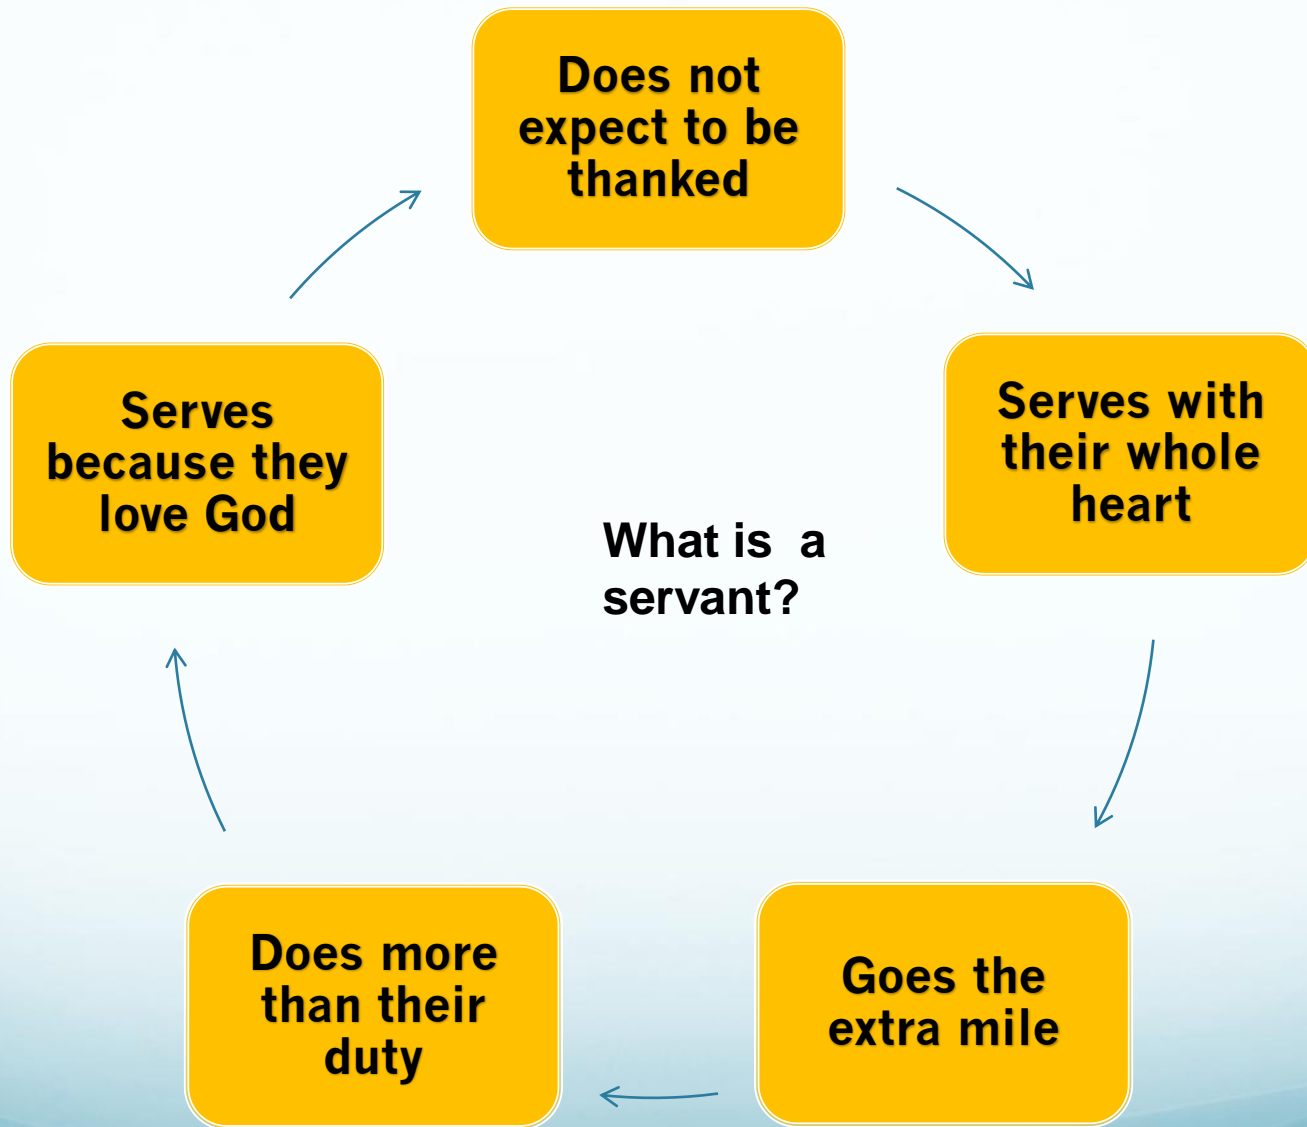 Does not
expect to be
thanked
Serves with
their whole
heart
Goes the
extra mile
Does more
than their
duty
Serves
because they
love God
What is  a
servant?